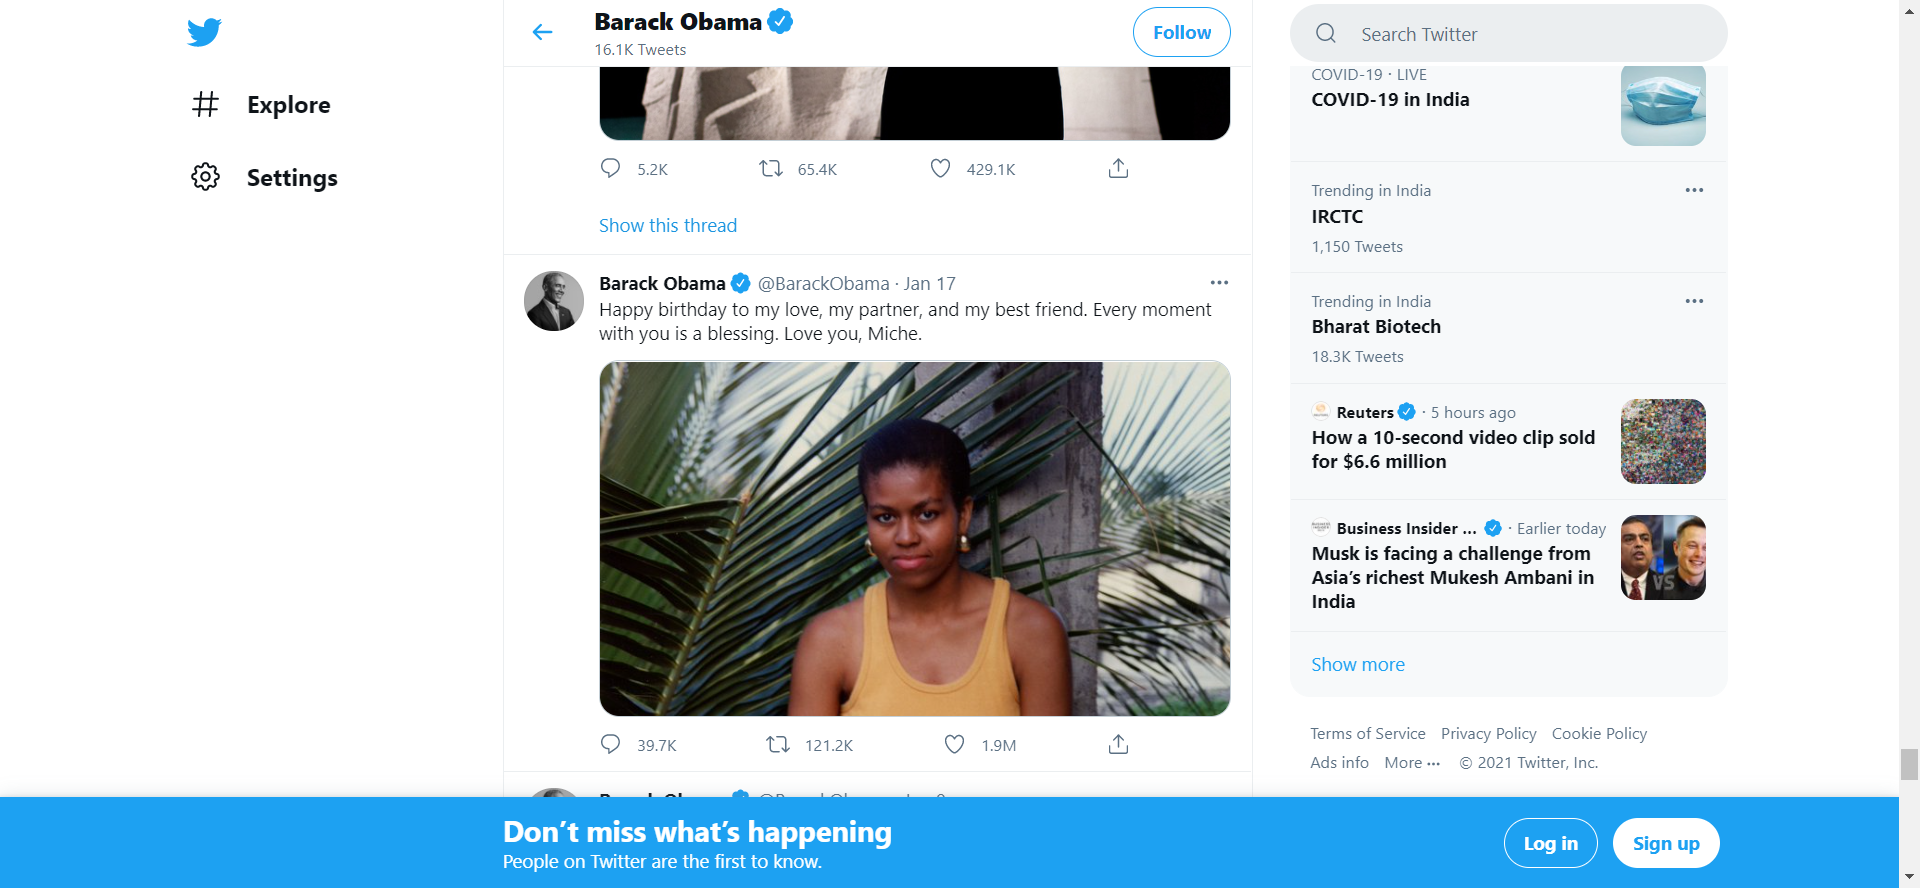 Explore
Settings
Barack Obama
16.1K Tweets
Follow
5.2K
65.4K
429.1K
Show this thread
Barack Obama @BarackObama · Jan 17
Happy birthday to my love, my partner, and my best friend. Every moment
with you is a blessing. Love you, Miche.
39.7K
121.2K
1.9M
Search Twitter
COVID-19 · LIVE
COVID-19 in India
Trending in India
IRCTC
1,150 Tweets
Trending in India
Bharat Biotech
18.3K Tweets
Reuters · 5 hours ago
How a 10-second video clip sold
for $6.6 million
Business Insider ... · Earlier today
Musk is facing a challenge from
Asia’s richest Mukesh Ambani in
India
VS
Show more
Terms of Service Privacy Policy Cookie Policy
Ads info More ··· © 2021 Twitter, Inc.
Don’t miss what’s happening
People on Twitter are the first to know.
Log in
Sign up